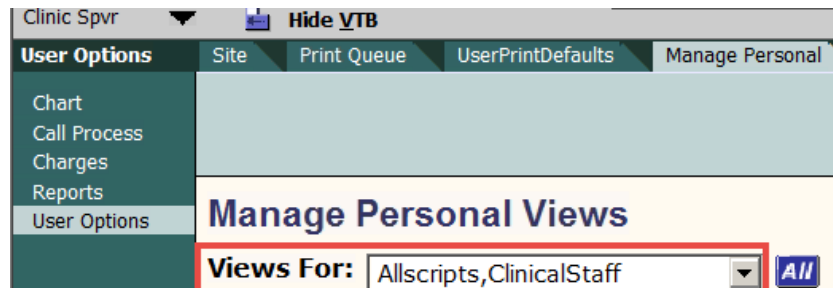 Clinic Spvr Hide VTB
User Options Site Print Queue UserPrintDefaults Manage Personal
Chart
Call Process
Charges
Reports
User Options
Manage Personal Views
Views For: Allscripts,ClinicalStaff All